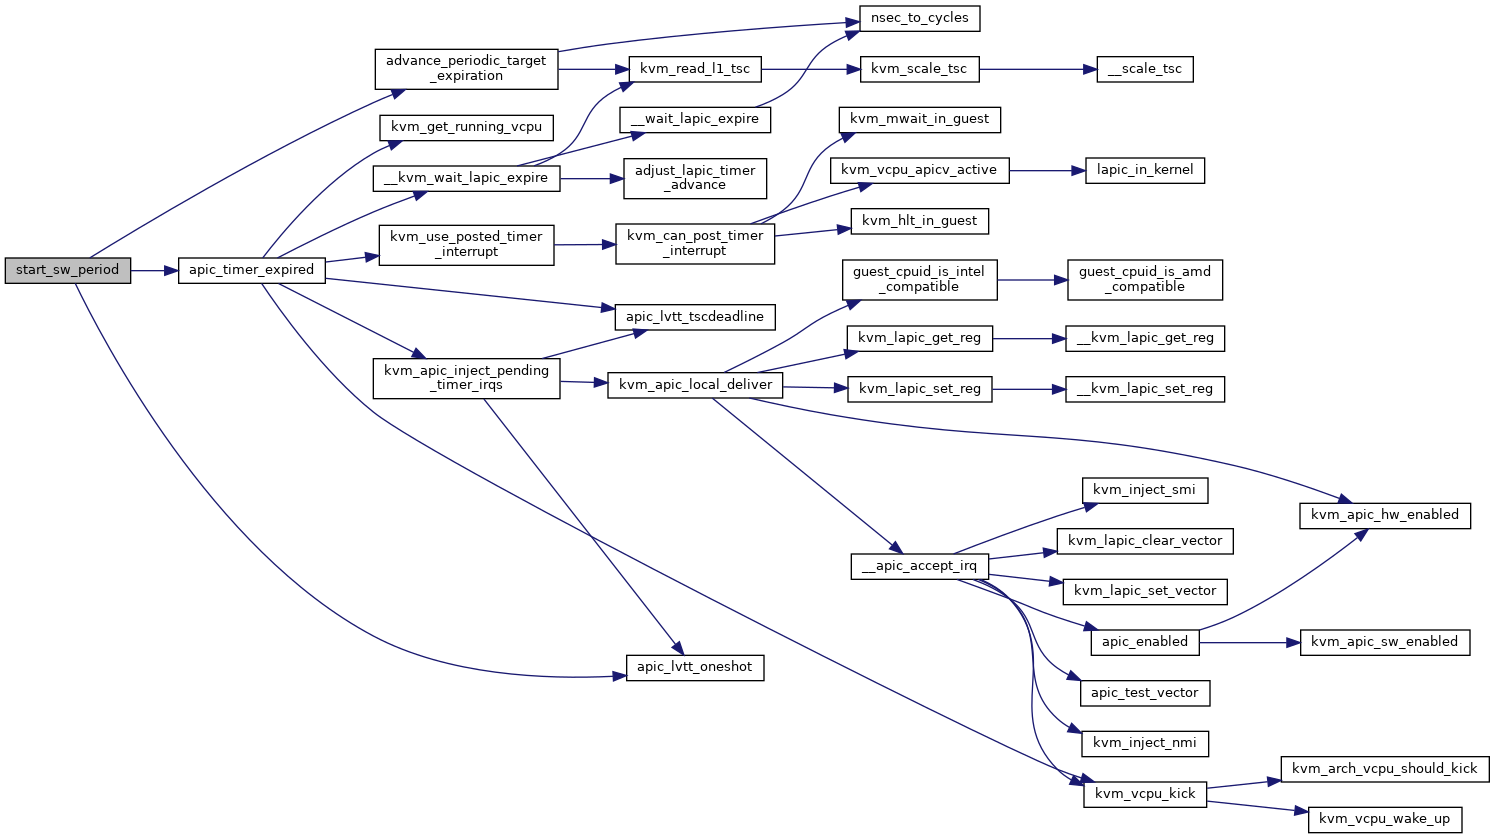 nsec_to_cycles
advance_periodic_target
_expiration
kvm_read_l1_tsc
kvm_scale_tsc
__scale_tsc
kvm_get_running_vcpu
__wait_lapic_expire
kvm_mwait_in_guest
__kvm_wait_lapic_expire
adjust_lapic_timer
_advance
kvm_vcpu_apicv_active
lapic_in_kernel
kvm_hlt_in_guest
kvm_use_posted_timer
_interrupt
kvm_can_post_timer
_interrupt
start_sw_period
apic_timer_expired
guest_cpuid_is_intel
_compatible
guest_cpuid_is_amd
_compatible
apic_lvtt_tscdeadline
kvm_lapic_get_reg
__kvm_lapic_get_reg
kvm_apic_inject_pending
_timer_irqs
kvm_apic_local_deliver
kvm_lapic_set_reg
__kvm_lapic_set_reg
kvm_inject_smi
kvm_apic_hw_enabled
kvm_lapic_clear_vector
__apic_accept_irq
kvm_lapic_set_vector
apic_enabled
kvm_apic_sw_enabled
apic_lvtt_oneshot
apic_test_vector
kvm_inject_nmi
kvm_arch_vcpu_should_kick
kvm_vcpu_kick
kvm_vcpu_wake_up